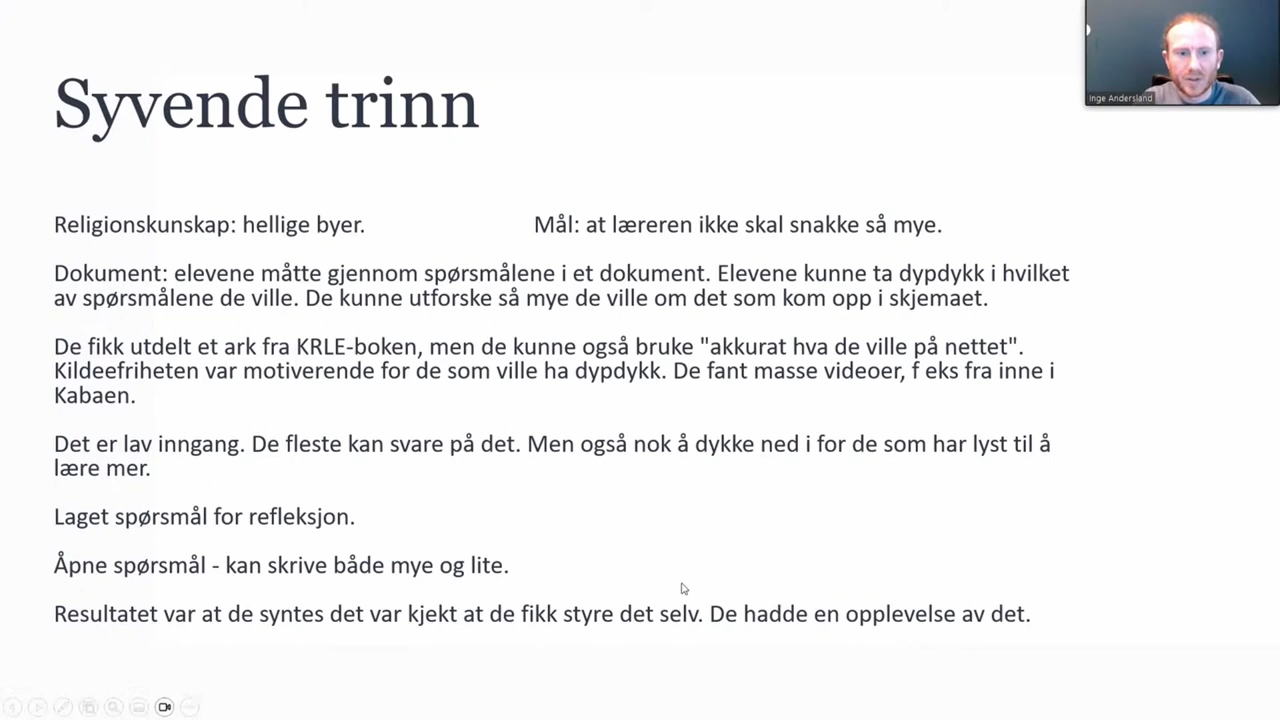 Inge Andersland
Syvende trinn
Religionskunskap: hellige byer. Mål: at læreren ikke skal snakke så mye.
Dokument: elevene måtte gjennom spørsmålene i et dokument. Elevene kunne ta dypdykk i hvilket
av spørsmålene de ville. De kunne utforske så mye de ville om det som kom opp i skjemaet.
De fikk utdelt et ark fra KRLE-boken, men de kunne også bruke "akkurat hva de ville på nettet".
Kildeefriheten var motiverende for de som ville ha dypdykk. De fant masse videoer, f eks fra inne i
Kabaen.
Det er lav inngang. De fleste kan svare på det. Men også nok å dykke ned i for de som har lyst til å
lære mer.
Laget spørsmål for refleksjon.
Åpne spørsmål - kan skrive både mye og lite.
Resultatet var at de syntes det var kjekt at de fikk styre det selv. De hadde en opplevelse av det.